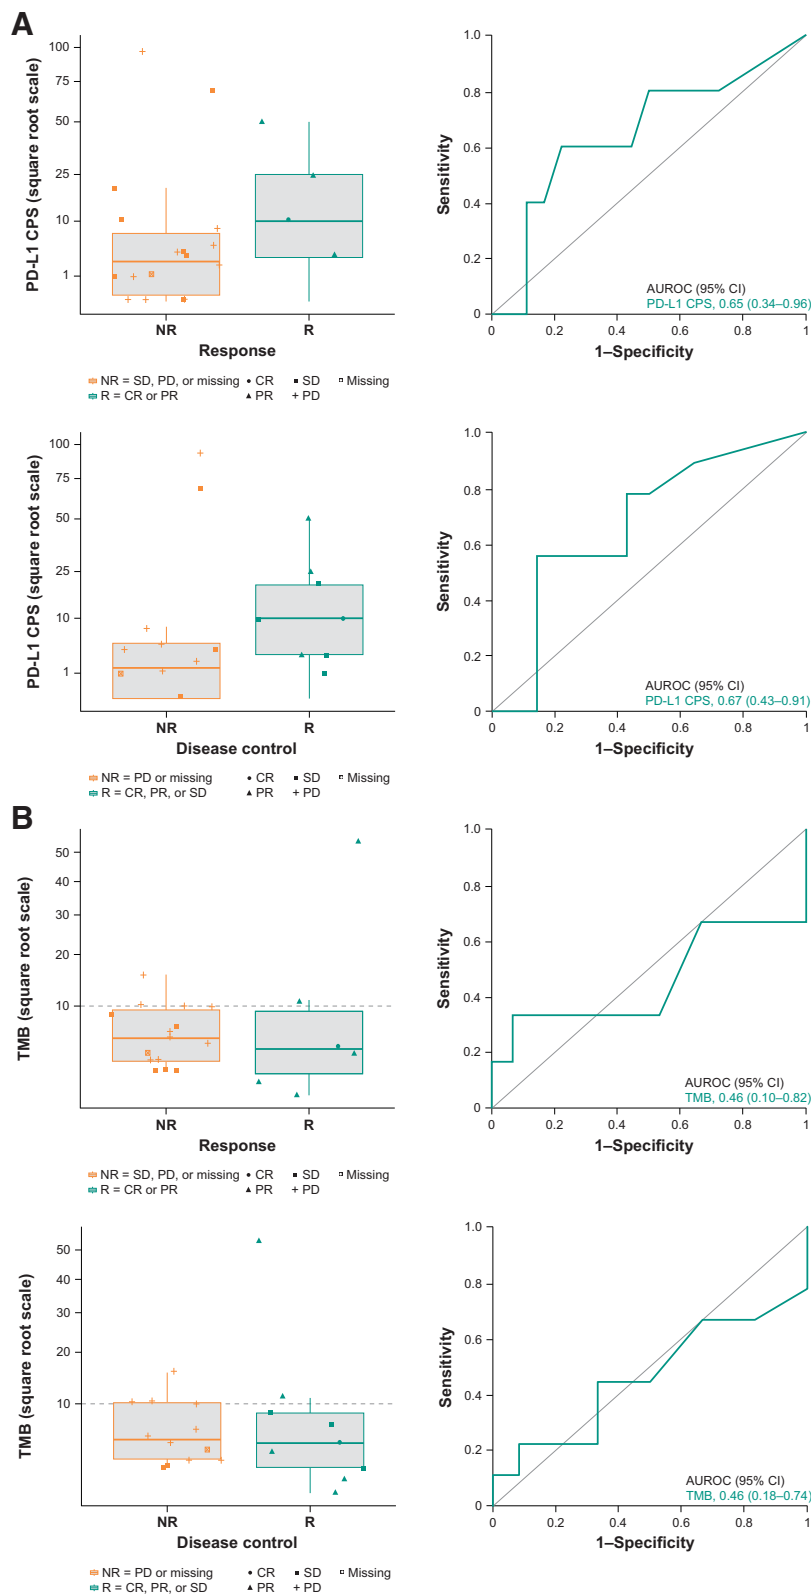 A
PD-L1 CPS (square root scale)
100
75
50
25
10
1
NR
R
Response
NR = SD, PD, or missing CR SD Missing
R = CR or PR PR PD
Sensitivity
1.0
0.8
0.6
0.4
0.2
0
AUROC (95% CI)
PD-L1 CPS, 0.65 (0.34–0.96)
0 0.2 0.4 0.6 0.8 1
1–Specificity
PD-L1 CPS (square root scale)
100
75
50
25
10
1
NR
R
Disease control
NR = PD or missing CR SD Missing
R = CR, PR, or SD PR PD
Sensitivity
1.0
0.8
0.6
0.4
0.2
0
AUROC (95% CI)
PD-L1 CPS, 0.67 (0.43–0.91)
0 0.2 0.4 0.6 0.8 1
1–Specificity
B
TMB (square root scale)
50
40
30
20
10
NR
R
Response
NR = SD, PD, or missing CR SD Missing
R = CR or PR PR PD
Sensitivity
1.0
0.8
0.6
0.4
0.2
0
AUROC (95% CI)
TMB, 0.46 (0.10–0.82)
0 0.2 0.4 0.6 0.8 1
1–Specificity
TMB (square root scale)
50
40
30
20
10
NR
R
Disease control
NR = PD or missing CR SD Missing
R = CR, PR, or SD PR PD
Sensitivity
1.0
0.8
0.6
0.4
0.2
0
AUROC (95% CI)
TMB, 0.46 (0.18–0.74)
0 0.2 0.4 0.6 0.8 1
1–Specificity